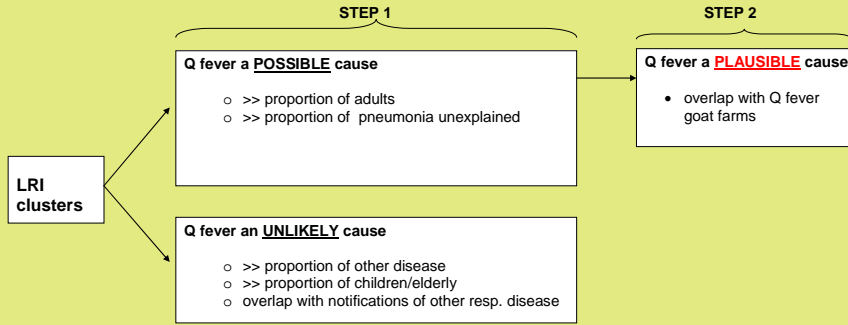 STEP 1
STEP 2
Q fever a POSSIBLE cause
o >> proportion of adults
o >> proportion of pneumonia unexplained
Q fever a PLAUSIBLE cause
• overlap with Q fever
goat farms
LRI
clusters
Q fever an UNLIKELY cause
o >> proportion of other disease
o >> proportion of children/elderly
o overlap with notifications of other resp. disease